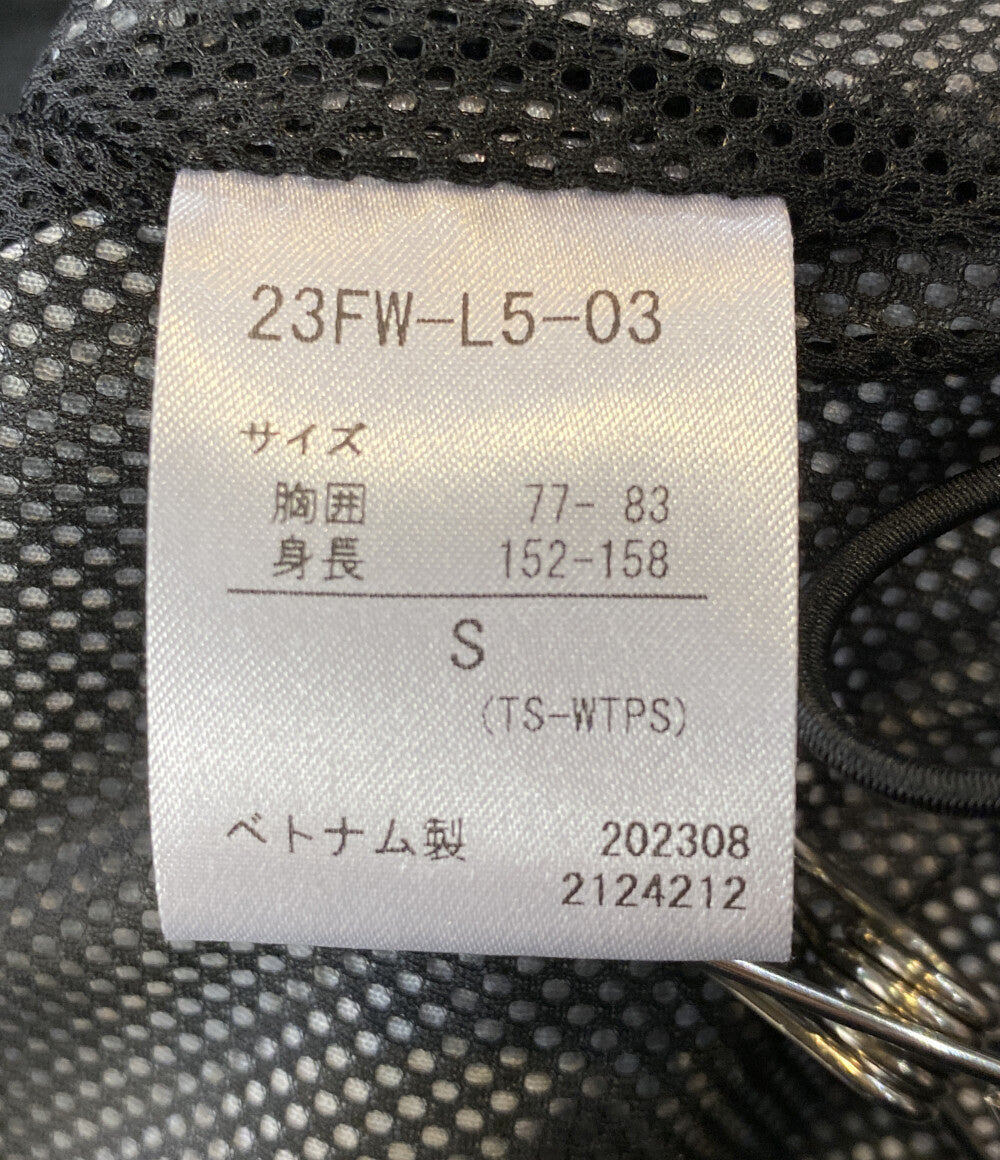 23FW-L5-03
サイズ
胸囲 77- 83
身長 152-158
S
(TS-WTPS)
ベトナム製 202308
2124212